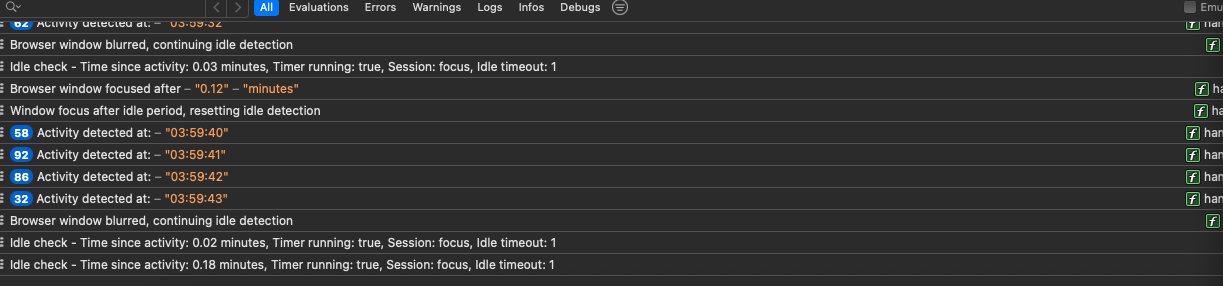 All Evaluations Errors Warnings Logs Infos Debugs Emu
62 Activity detected at: – "03:59:32"
Browser window blurred, continuing idle detection
Idle check - Time since activity: 0.03 minutes, Timer running: true, Session: focus, Idle timeout: 1
Browser window focused after – "0.12" – "minutes" f ha
Window focus after idle period, resetting idle detection f ha
58 Activity detected at: – "03:59:40" f han
92 Activity detected at: – "03:59:41" f han
86 Activity detected at: – "03:59:42" f han
32 Activity detected at: – "03:59:43" f han
Browser window blurred, continuing idle detection f
Idle check - Time since activity: 0.02 minutes, Timer running: true, Session: focus, Idle timeout: 1
Idle check - Time since activity: 0.18 minutes, Timer running: true, Session: focus, Idle timeout: 1